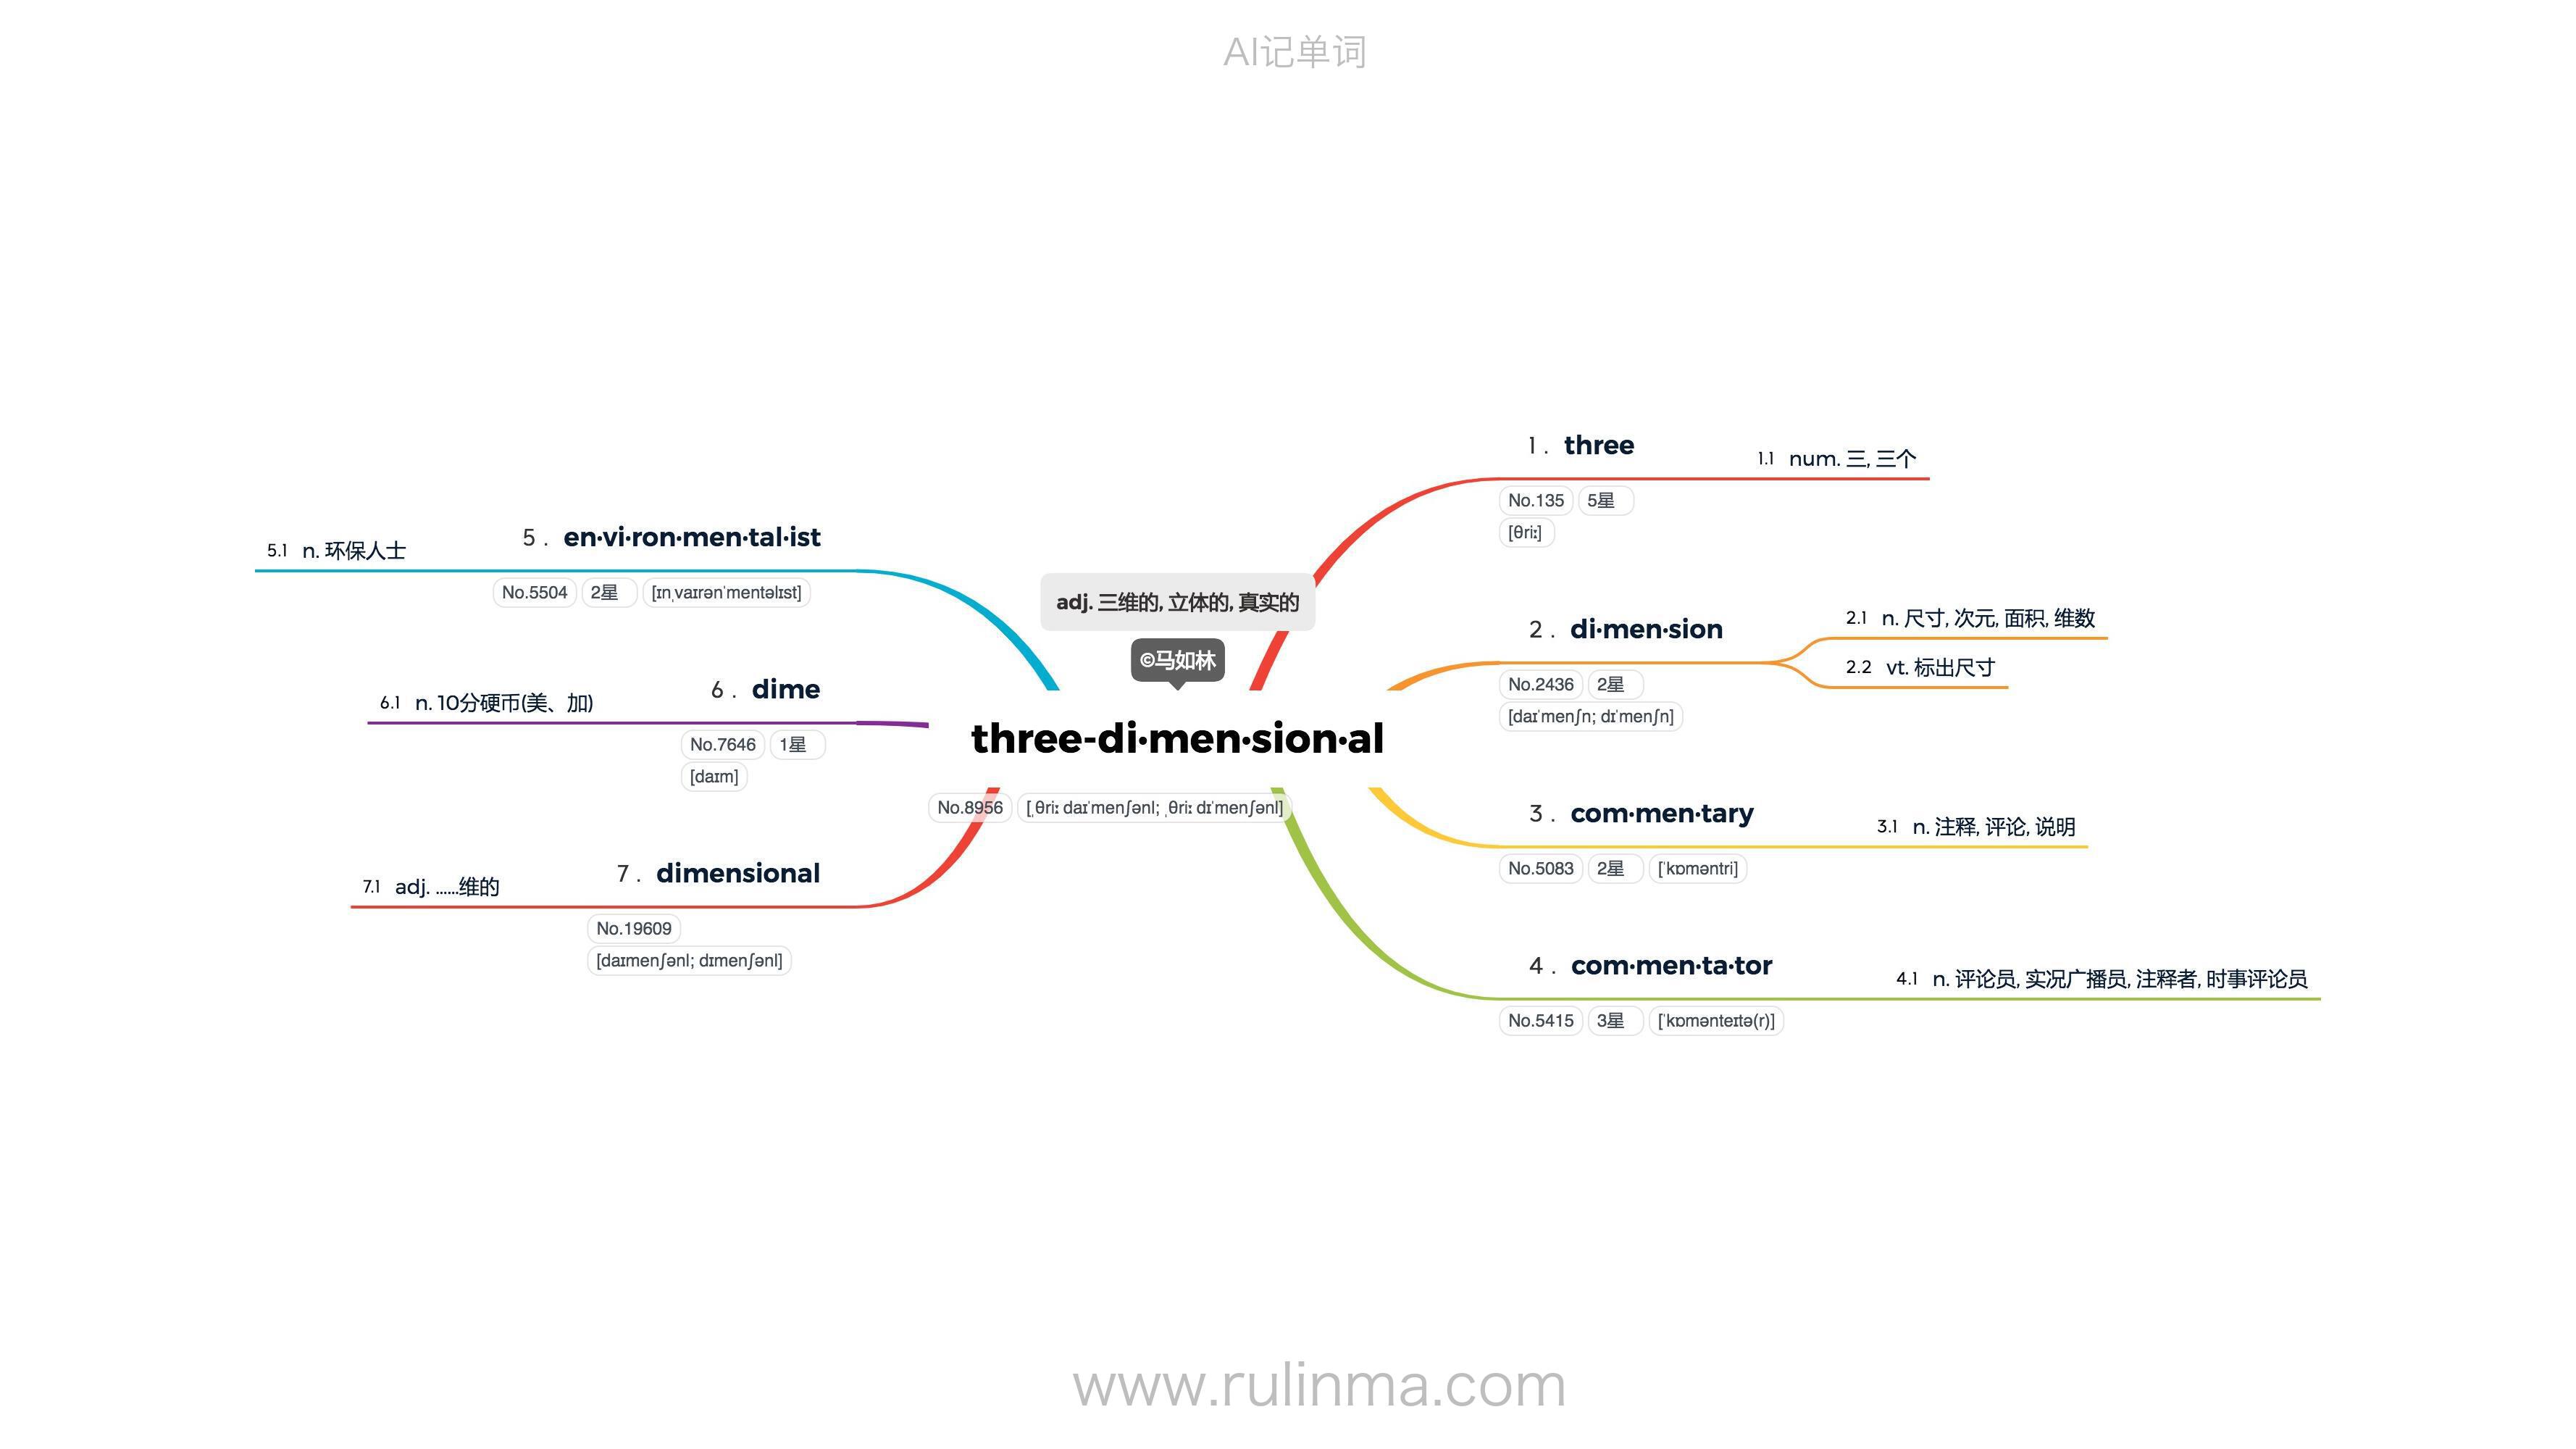 AI记单词
adj. 三维的, 立体的, 真实的
©马如林
three-di·men·sion·al
No.8956 [ˌθriː daɪˈmenʃənl; ˌθriː dɪˈmenʃənl]
1 . three
1.1 num. 三, 三个
No.135 5星
[θriː]
2 . di·men·sion
2.1 n. 尺寸, 次元, 面积, 维数
2.2 vt. 标出尺寸
No.2436 2星
[daɪˈmenʃn; dɪˈmenʃn]
3 . com·men·tary
3.1 n. 注释, 评论, 说明
No.5083 2星 [ˈkɒməntri]
4 . com·men·ta·tor
4.1 n. 评论员, 实况广播员, 注释者, 时事评论员
No.5415 3星 [ˈkɒmənteɪtə(r)]
5 . en·vi·ron·men·tal·ist
5.1 n. 环保人士
No.5504 2星 [ɪnˌvaɪrənˈmentəlɪst]
6 . dime
6.1 n. 10分硬币(美、加)
No.7646 1星
[daɪm]
7 . dimensional
7.1 adj. ......维的
No.19609
[daɪmenʃənl; dɪmenʃənl]
www.rulinma.com